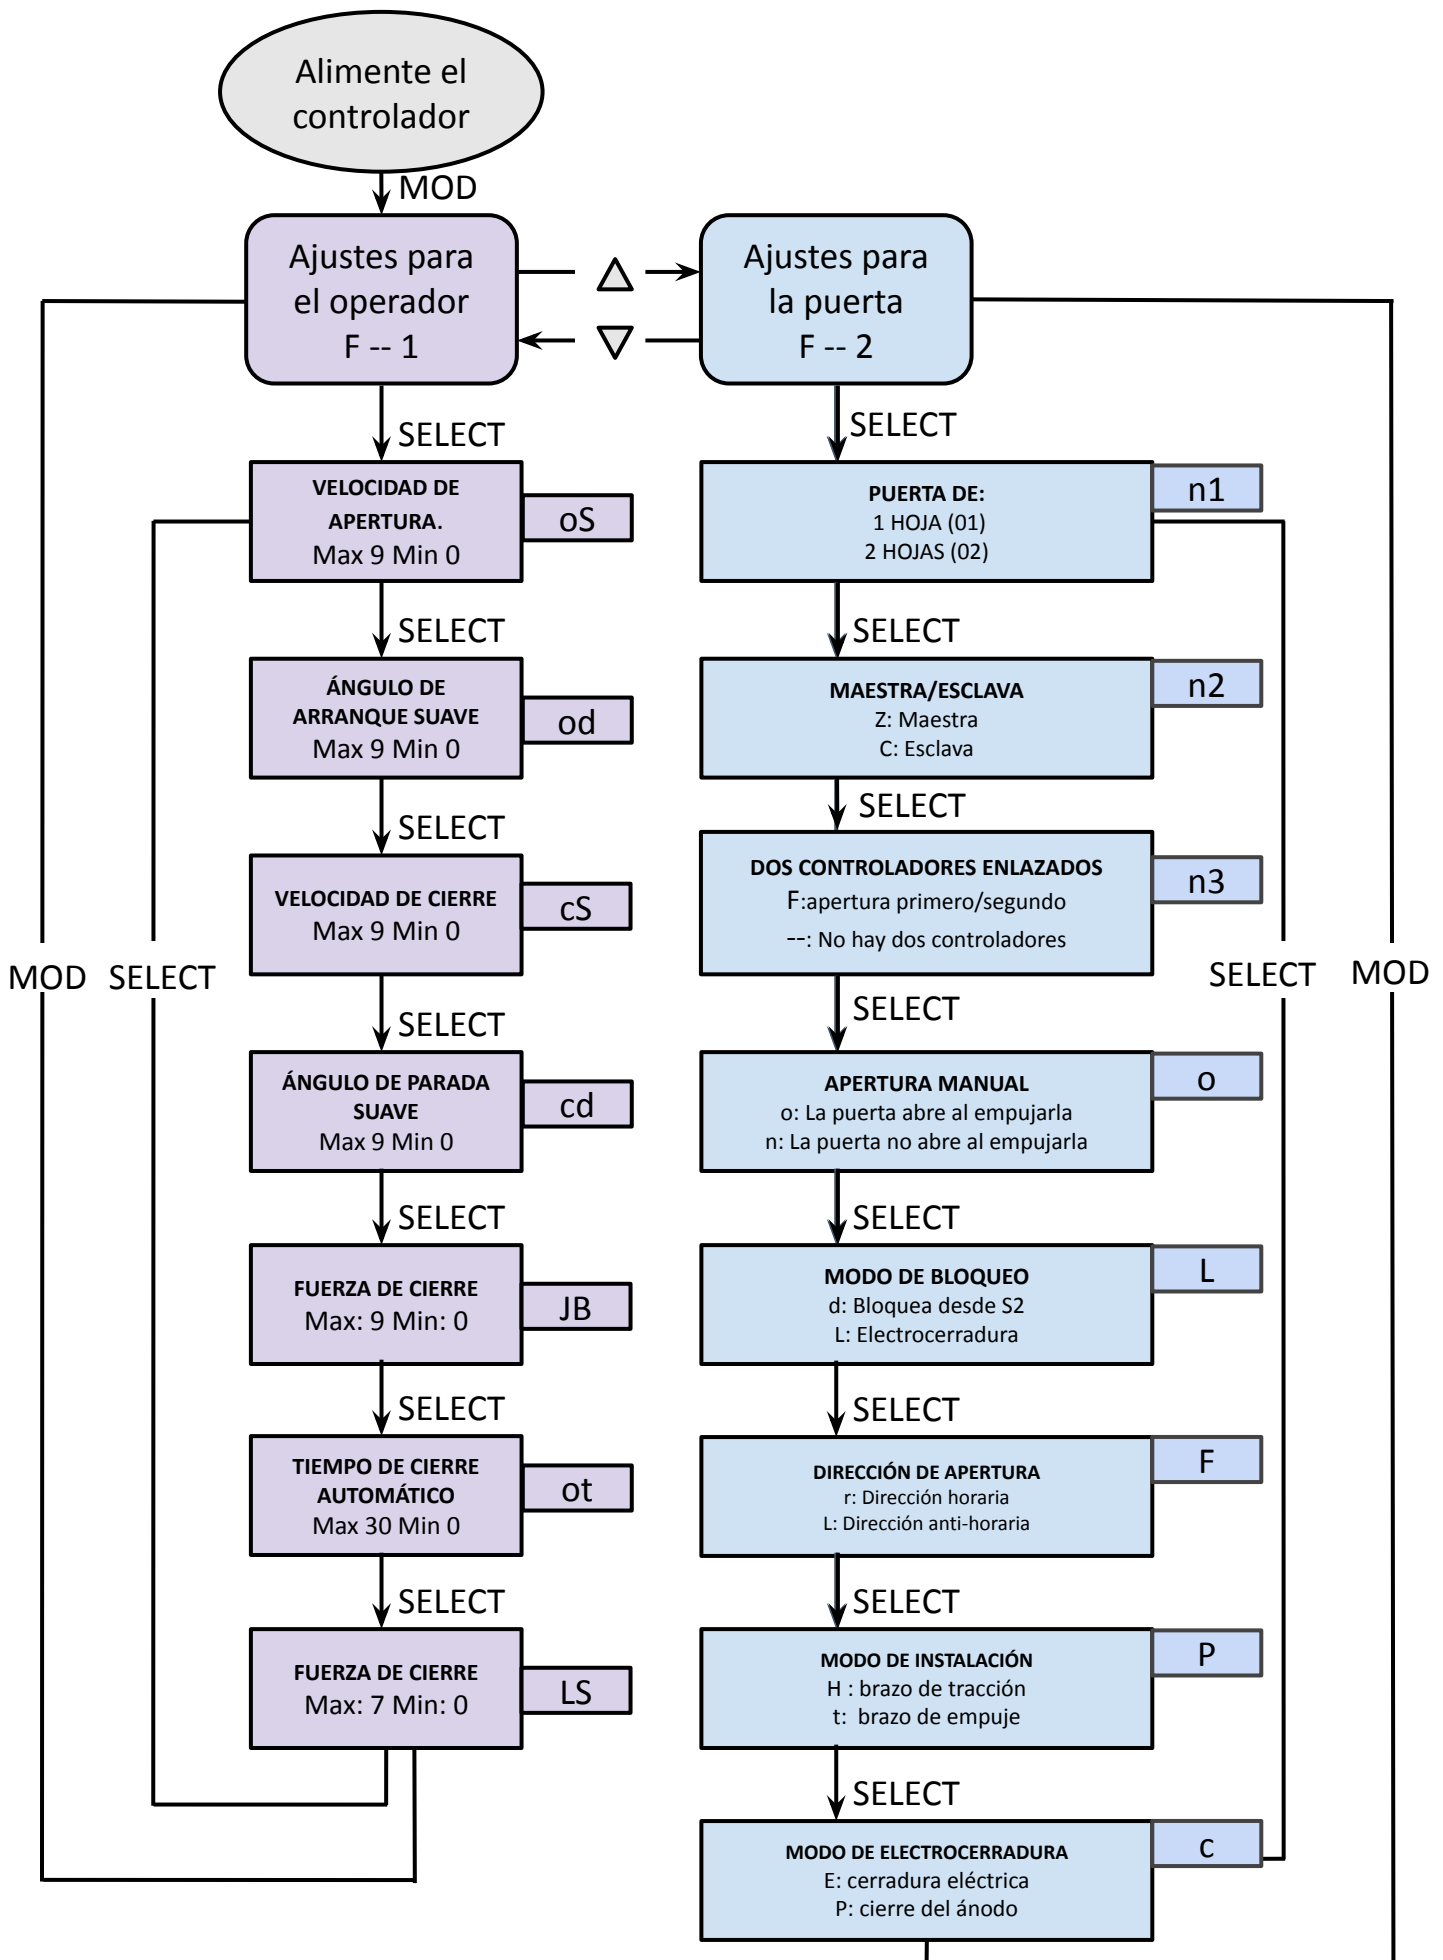 Alimente el
controlador
MOD
Ajustes para
el operador
F -- 1
Ajustes para
la puerta
F -- 2
SELECT
VELOCIDAD DE
APERTURA.
Max 9 Min 0
oS
SELECT
ÁNGULO DE
ARRANQUE SUAVE
Max 9 Min 0
od
SELECT
VELOCIDAD DE CIERRE
Max 9 Min 0
cS
SELECT
ÁNGULO DE PARADA
SUAVE
Max 9 Min 0
cd
SELECT
FUERZA DE CIERRE
Max: 9 Min: 0
JB
SELECT
TIEMPO DE CIERRE
AUTOMÁTICO
Max 30 Min 0
ot
SELECT
FUERZA DE CIERRE
Max: 7 Min: 0
LS
MOD
SELECT
SELECT
PUERTA DE:
1 HOJA (01)
2 HOJAS (02)
n1
SELECT
MAESTRA/ESCLAVA
Z: Maestra
C: Esclava
n2
SELECT
DOS CONTROLADORES ENLAZADOS
F:apertura primero/segundo
--: No hay dos controladores
n3
SELECT
APERTURA MANUAL
o: La puerta abre al empujarla
n: La puerta no abre al empujarla
o
SELECT
MODO DE BLOQUEO
d: Bloquea desde S2
L: Electrocerradura
L
SELECT
DIRECCIÓN DE APERTURA
r: Dirección horaria
L: Dirección anti-horaria
F
SELECT
MODO DE INSTALACIÓN
H : brazo de tracción
t: brazo de empuje
P
SELECT
MODO DE ELECTROCERRADURA
E: cerradura eléctrica
P: cierre del ánodo
c
SELECT
MOD